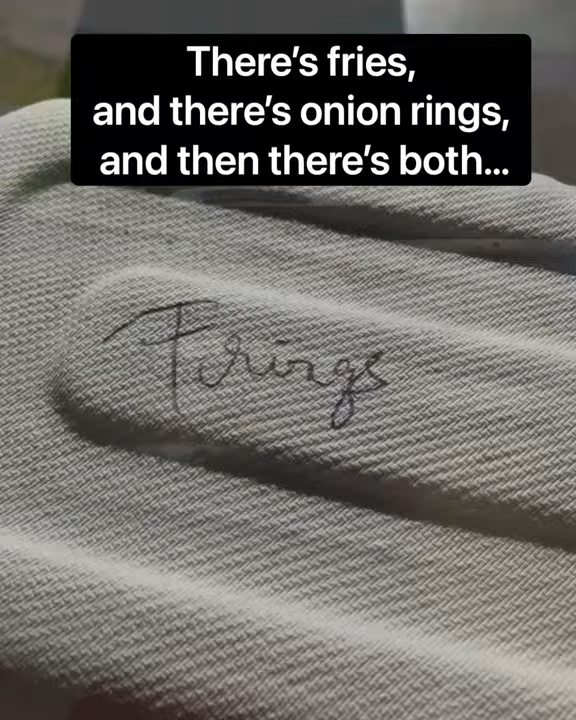 There’s fries,
and there’s onion rings,
and then there’s both...
Frings